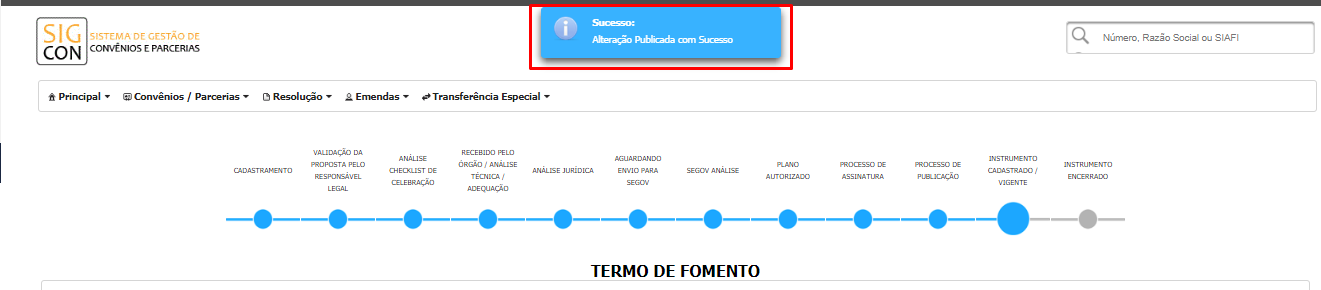 Sucesso:
Alteração Publicada com Sucesso
SIG
CON
SISTEMA DE GESTÃO DE
CONVÊNIOS E PARCERIAS
Número, Razão Social ou SIAFI
Principal
Convênios / Parcerias
Resolução
Emendas
Transferência Especial
CADASTRAMENTO
VALIDAÇÃO DA
PROPOSTA PELO
RESPONSÁVEL
LEGAL
ANÁLISE
CHECKLIST DE
CELEBRAÇÃO
RECEBIDO PELO
ÓRGÃO / ANÁLISE
TÉCNICA /
ADEQUAÇÃO
ANÁLISE JURÍDICA
AGUARDANDO
ENVIO PARA
SEGOV
SEGOV ANÁLISE
PLANO
AUTORIZADO
PROCESSO DE
ASSINATURA
PROCESSO DE
PUBLICAÇÃO
INSTRUMENTO
CADASTRADO /
VIGENTE
INSTRUMENTO
ENCERRADO
TERMO DE FOMENTO